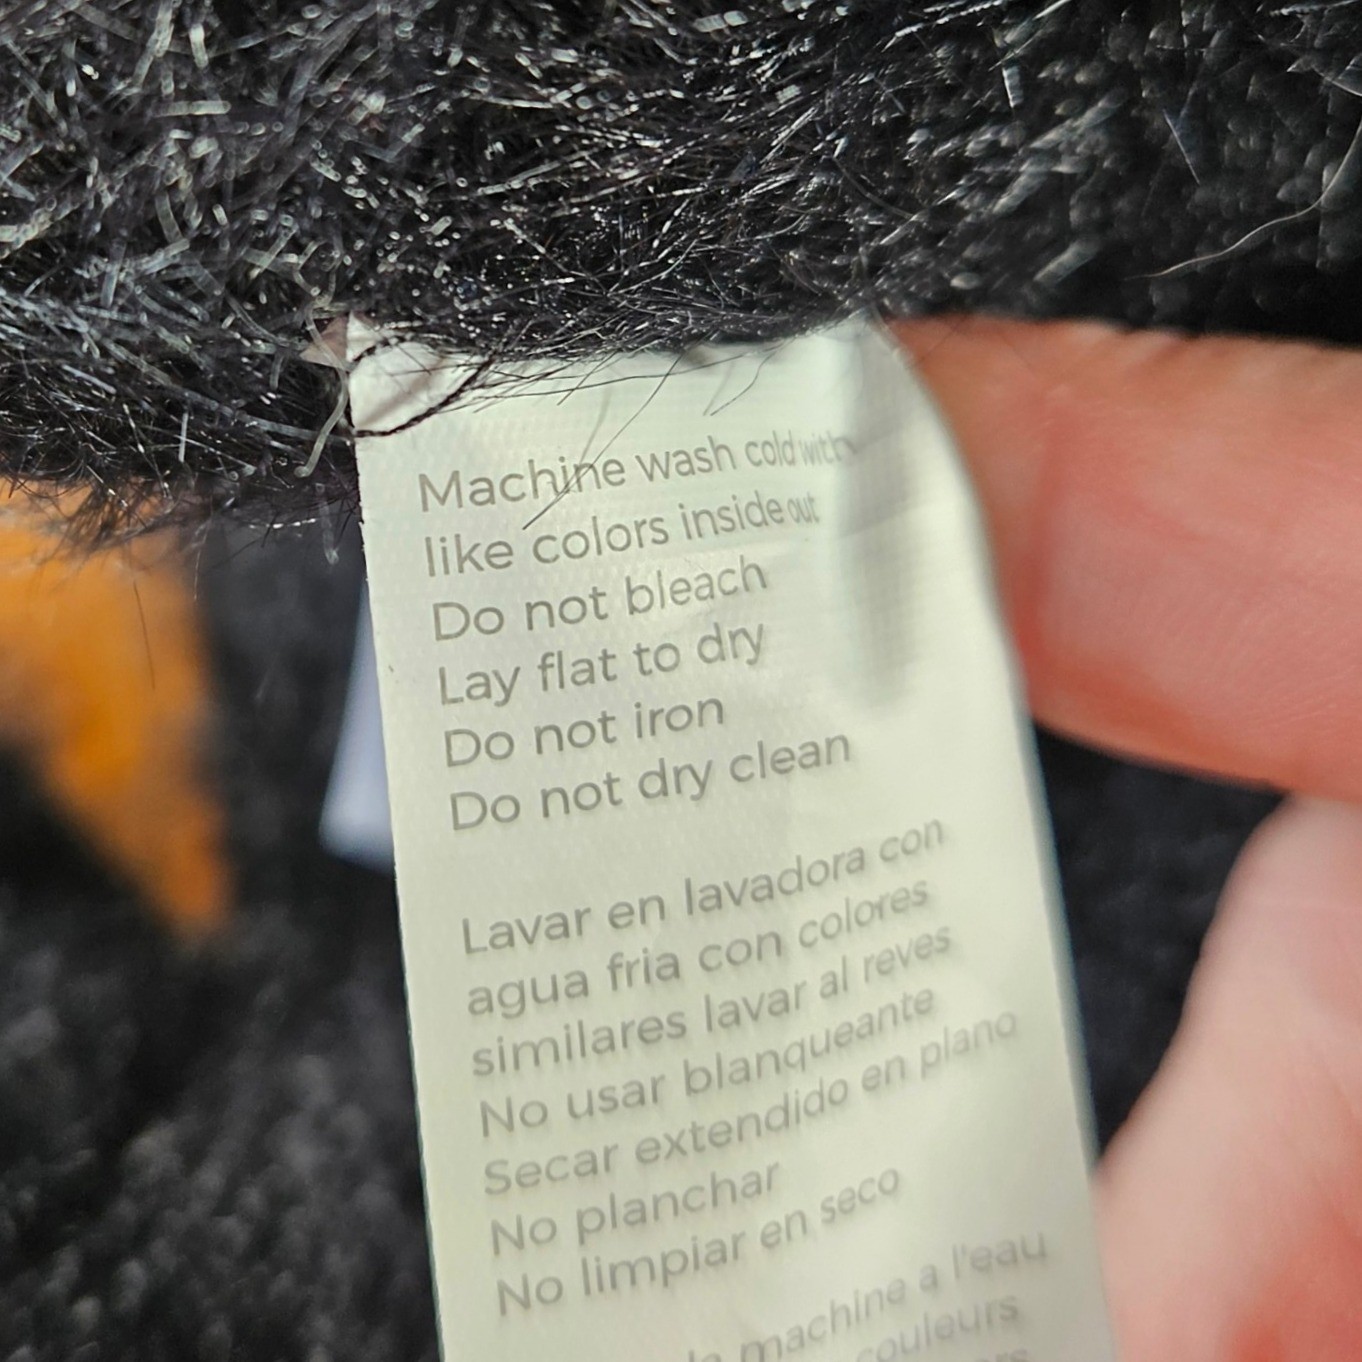 Machine wash cold with
like colors inside out
Do not bleach
Lay flat to dry
Do not iron
Do not dry clean
Lavar en lavadora con
agua fria con colores
similares lavar al reves
No usar blanqueante
Secar extendido en plano
No planchar
No limpiar en seco
machine a l'eau
couleurs